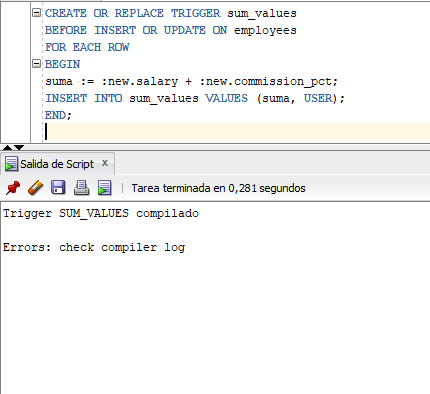 CREATE OR REPLACE TRIGGER sum_values
BEFORE INSERT OR UPDATE ON employees
FOR EACH ROW
BEGIN
suma := :new.salary + :new.commission_pct;
INSERT INTO sum_values VALUES (suma, USER);
END;
Salida de Script x
Tarea terminada en 0,281 segundos
Trigger SUM_VALUES compilado
Errors: check compiler log